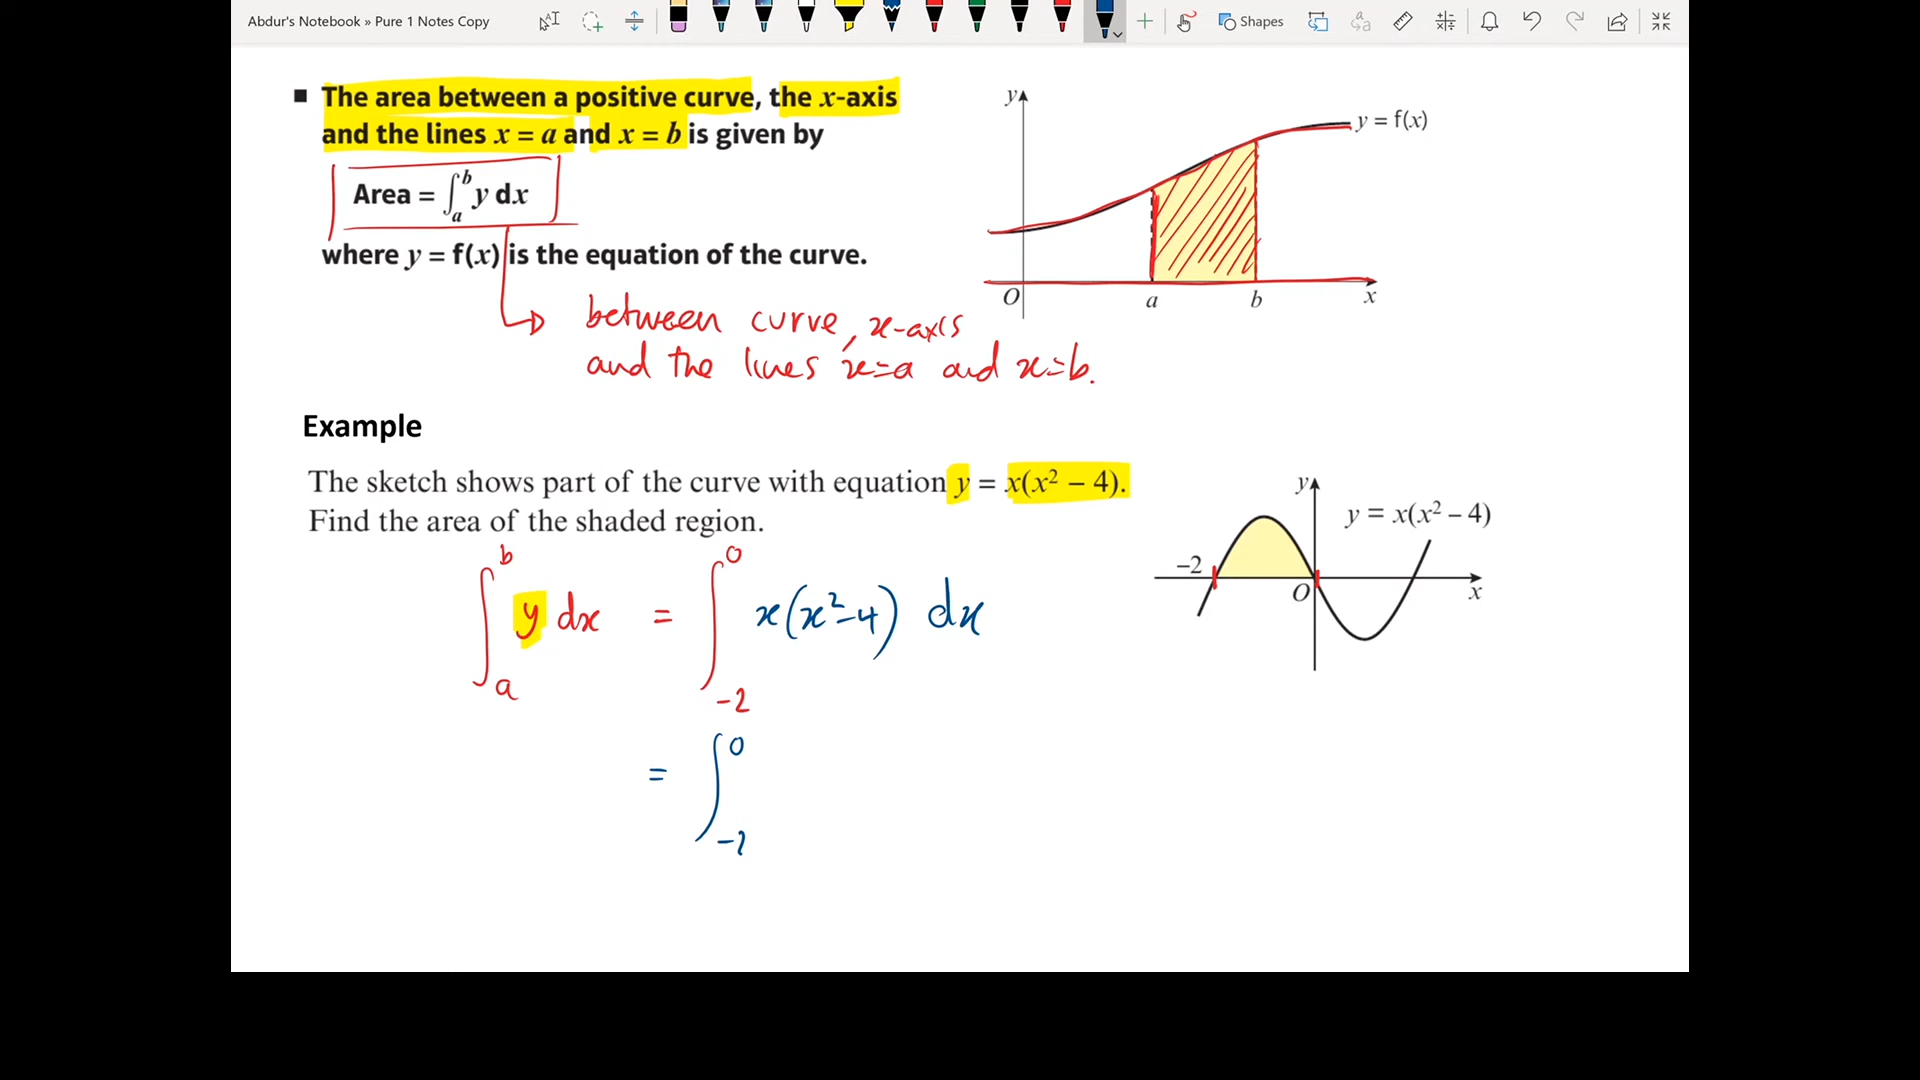 Abdur's Notebook » Pure 1 Notes Copy
Shapes
■ The area between a positive curve, the x-axis
and the lines x = a and x = b is given by
Area = ∫ₐᵇ y dx
where y = f(x) is the equation of the curve.
y
y = f(x)
O
a
b
x
between curve, x-axis
and the lines x=a and x=b.
Example
The sketch shows part of the curve with equation y = x(x² − 4).
Find the area of the shaded region.
y
y = x(x² – 4)
−2
O
x
∫ₐᵇ y dx = ∫₋₂⁰ x(x²−4) dx
= ∫₋₂⁰